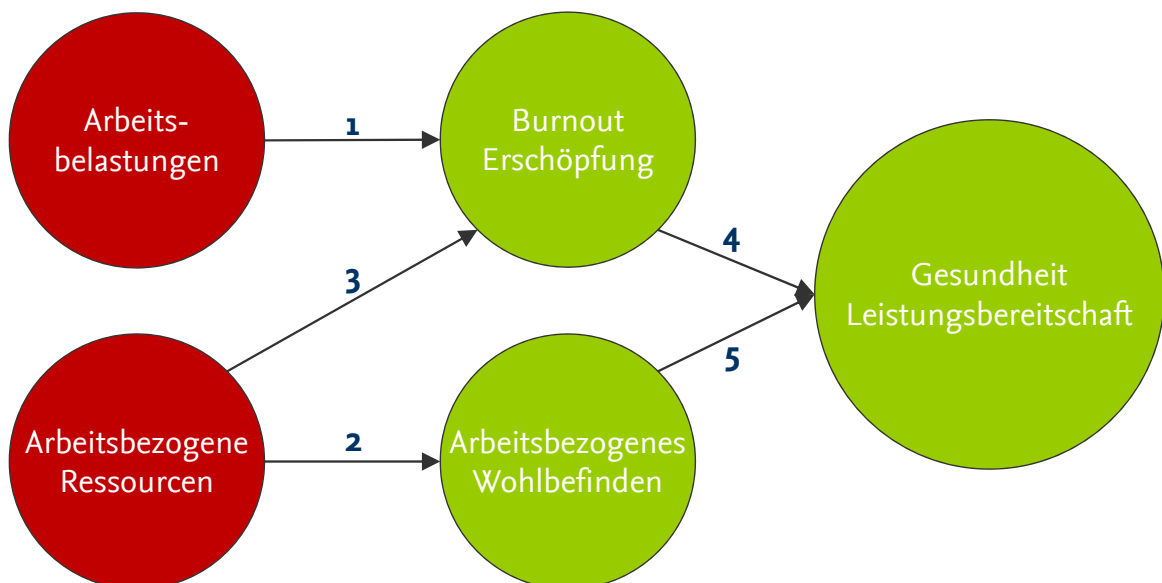 Arbeits-
belastungen
1
Burnout
Erschöpfung
4
Gesundheit
Leistungsbereitschaft
3
5
Arbeitsbezogene
Ressourcen
2
Arbeitsbezogenes
Wohlbefinden